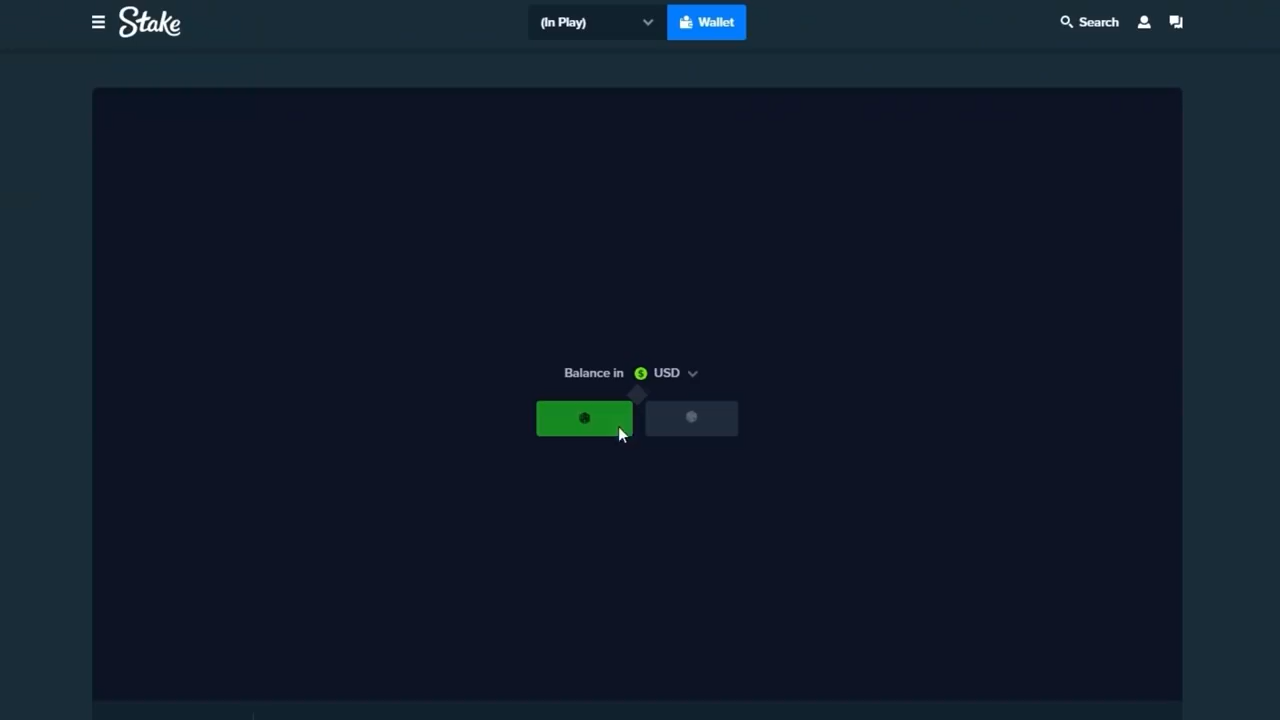 Stake
(In Play)
Wallet
Search
Balance in $ USD